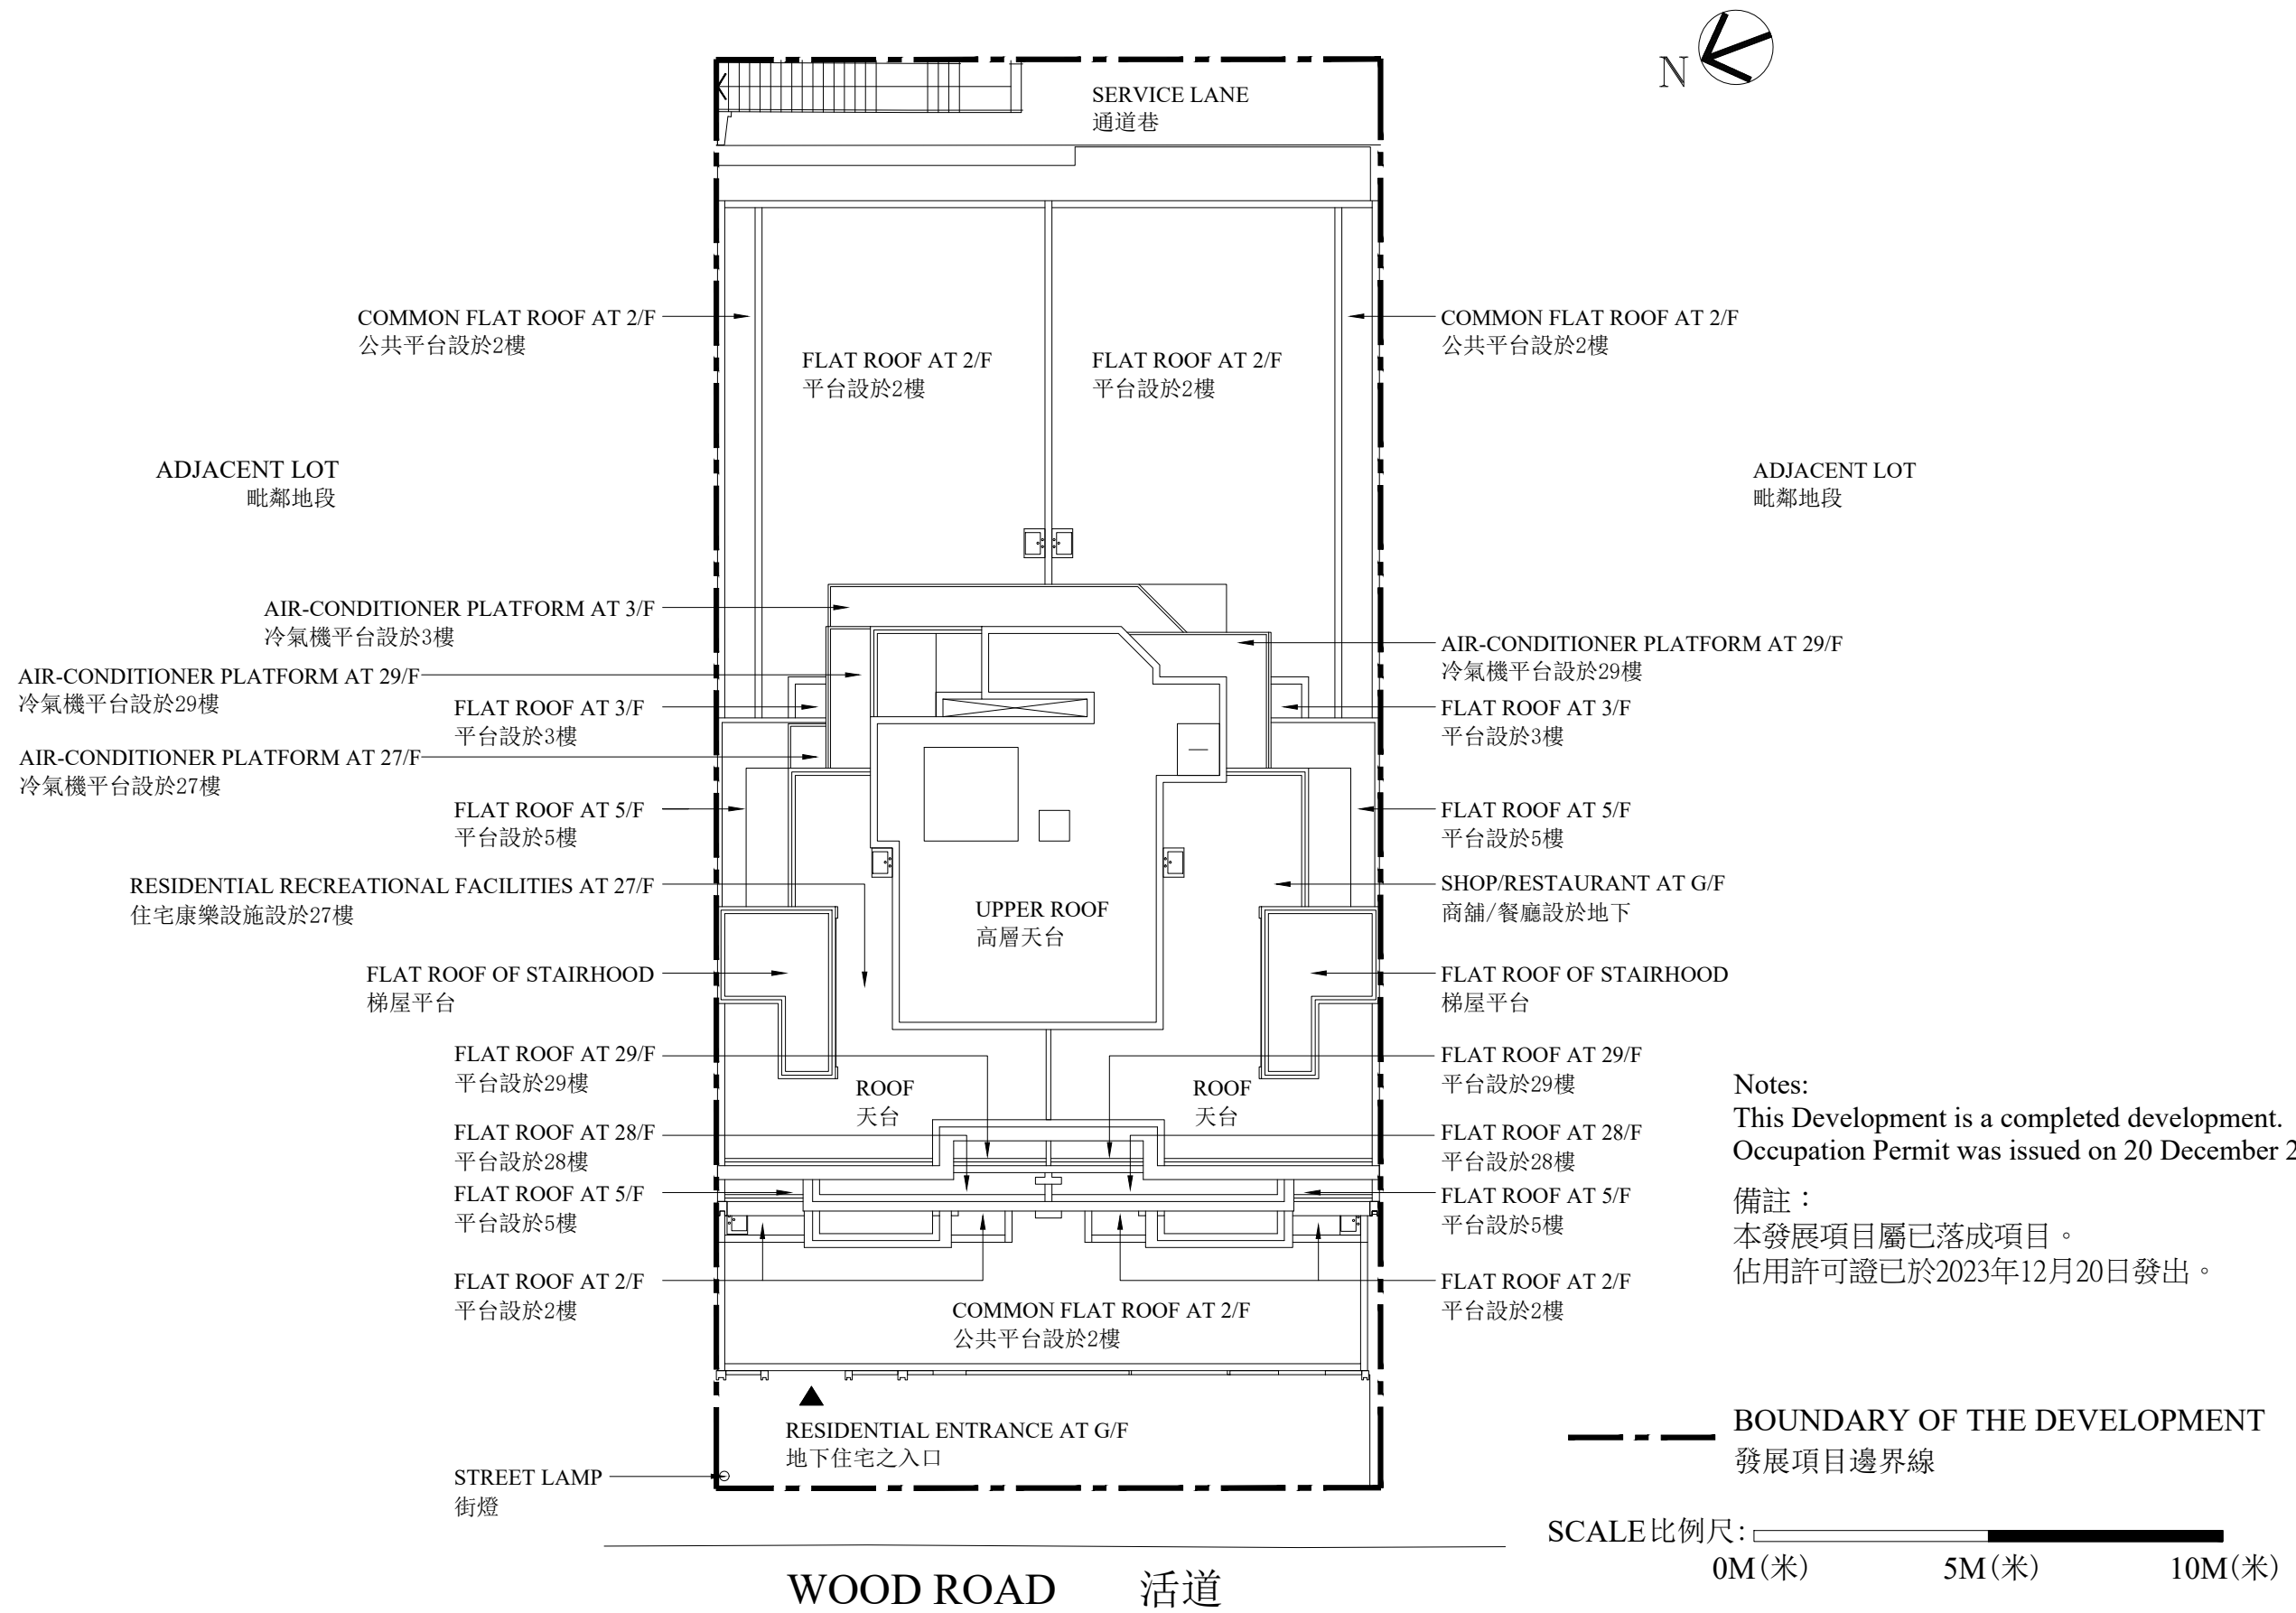 N
SERVICE LANE
通道巷
COMMON FLAT ROOF AT 2/F
公共平台設於2樓
FLAT ROOF AT 2/F
平台設於2樓
FLAT ROOF AT 2/F
平台設於2樓
COMMON FLAT ROOF AT 2/F
公共平台設於2樓
ADJACENT LOT
毗鄰地段
ADJACENT LOT
毗鄰地段
AIR-CONDITIONER PLATFORM AT 3/F
冷氣機平台設於3樓
AIR-CONDITIONER PLATFORM AT 29/F
冷氣機平台設於29樓
FLAT ROOF AT 3/F
平台設於3樓
AIR-CONDITIONER PLATFORM AT 27/F
冷氣機平台設於27樓
FLAT ROOF AT 5/F
平台設於5樓
RESIDENTIAL RECREATIONAL FACILITIES AT 27/F
住宅康樂設施設於27樓
FLAT ROOF OF STAIRHOOD
梯屋平台
FLAT ROOF AT 29/F
平台設於29樓
FLAT ROOF AT 28/F
平台設於28樓
FLAT ROOF AT 5/F
平台設於5樓
FLAT ROOF AT 2/F
平台設於2樓
UPPER ROOF
高層天台
ROOF
天台
ROOF
天台
COMMON FLAT ROOF AT 2/F
公共平台設於2樓
RESIDENTIAL ENTRANCE AT G/F
地下住宅之入口
STREET LAMP
街燈
AIR-CONDITIONER PLATFORM AT 29/F
冷氣機平台設於29樓
FLAT ROOF AT 3/F
平台設於3樓
FLAT ROOF AT 5/F
平台設於5樓
SHOP/RESTAURANT AT G/F
商舖/餐廳設於地下
FLAT ROOF OF STAIRHOOD
梯屋平台
FLAT ROOF AT 29/F
平台設於29樓
FLAT ROOF AT 28/F
平台設於28樓
FLAT ROOF AT 5/F
平台設於5樓
FLAT ROOF AT 2/F
平台設於2樓
Notes:
This Development is a completed development.
Occupation Permit was issued on 20 December 2
備註：
本發展項目屬已落成項目。
佔用許可證已於2023年12月20日發出。
BOUNDARY OF THE DEVELOPMENT
發展項目邊界線
SCALE比例尺:
0M(米) 5M(米) 10M(米)
WOOD ROAD 活道